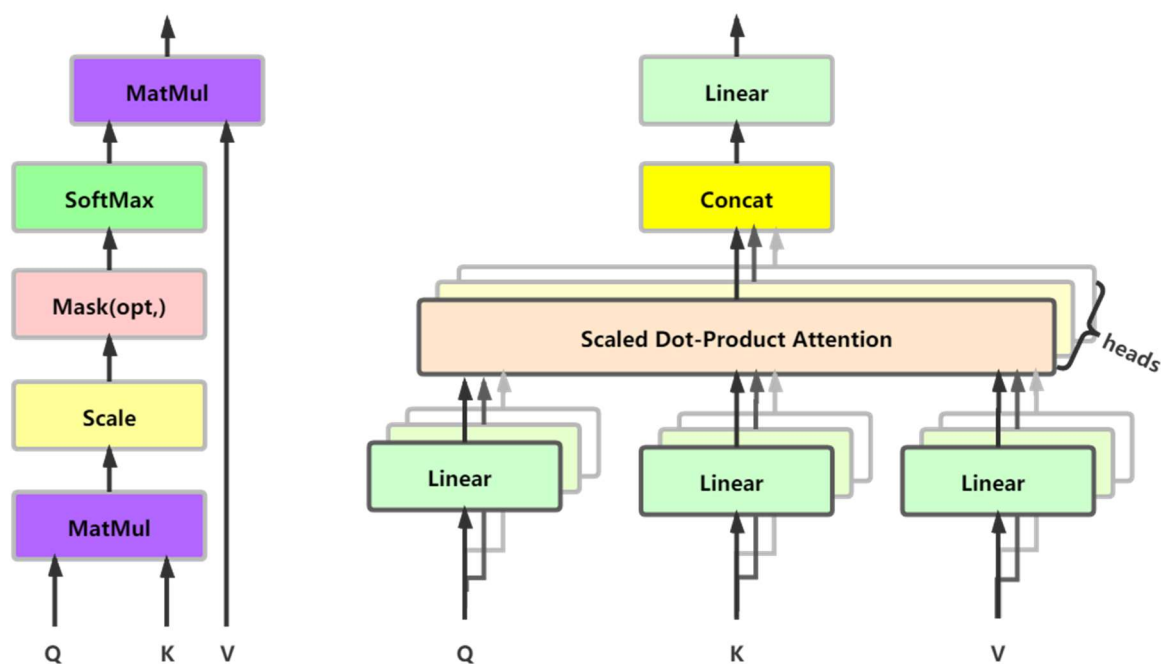 MatMul
SoftMax
Mask(opt,)
Scale
MatMul
Q K V
Linear
Concat
Scaled Dot-Product Attention
heads
Linear Linear Linear
Q K V